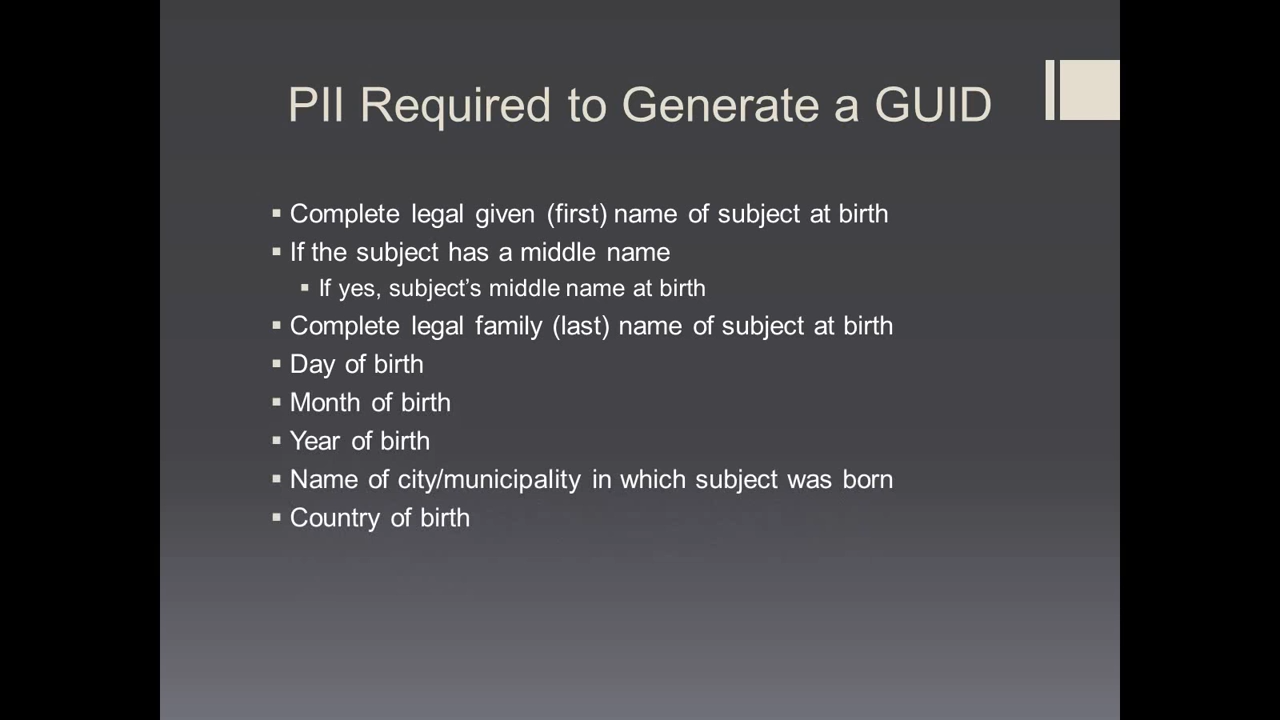 PII Required to Generate a GUID
▪ Complete legal given (first) name of subject at birth
▪ If the subject has a middle name
▪ If yes, subject’s middle name at birth
▪ Complete legal family (last) name of subject at birth
▪ Day of birth
▪ Month of birth
▪ Year of birth
▪ Name of city/municipality in which subject was born
▪ Country of birth